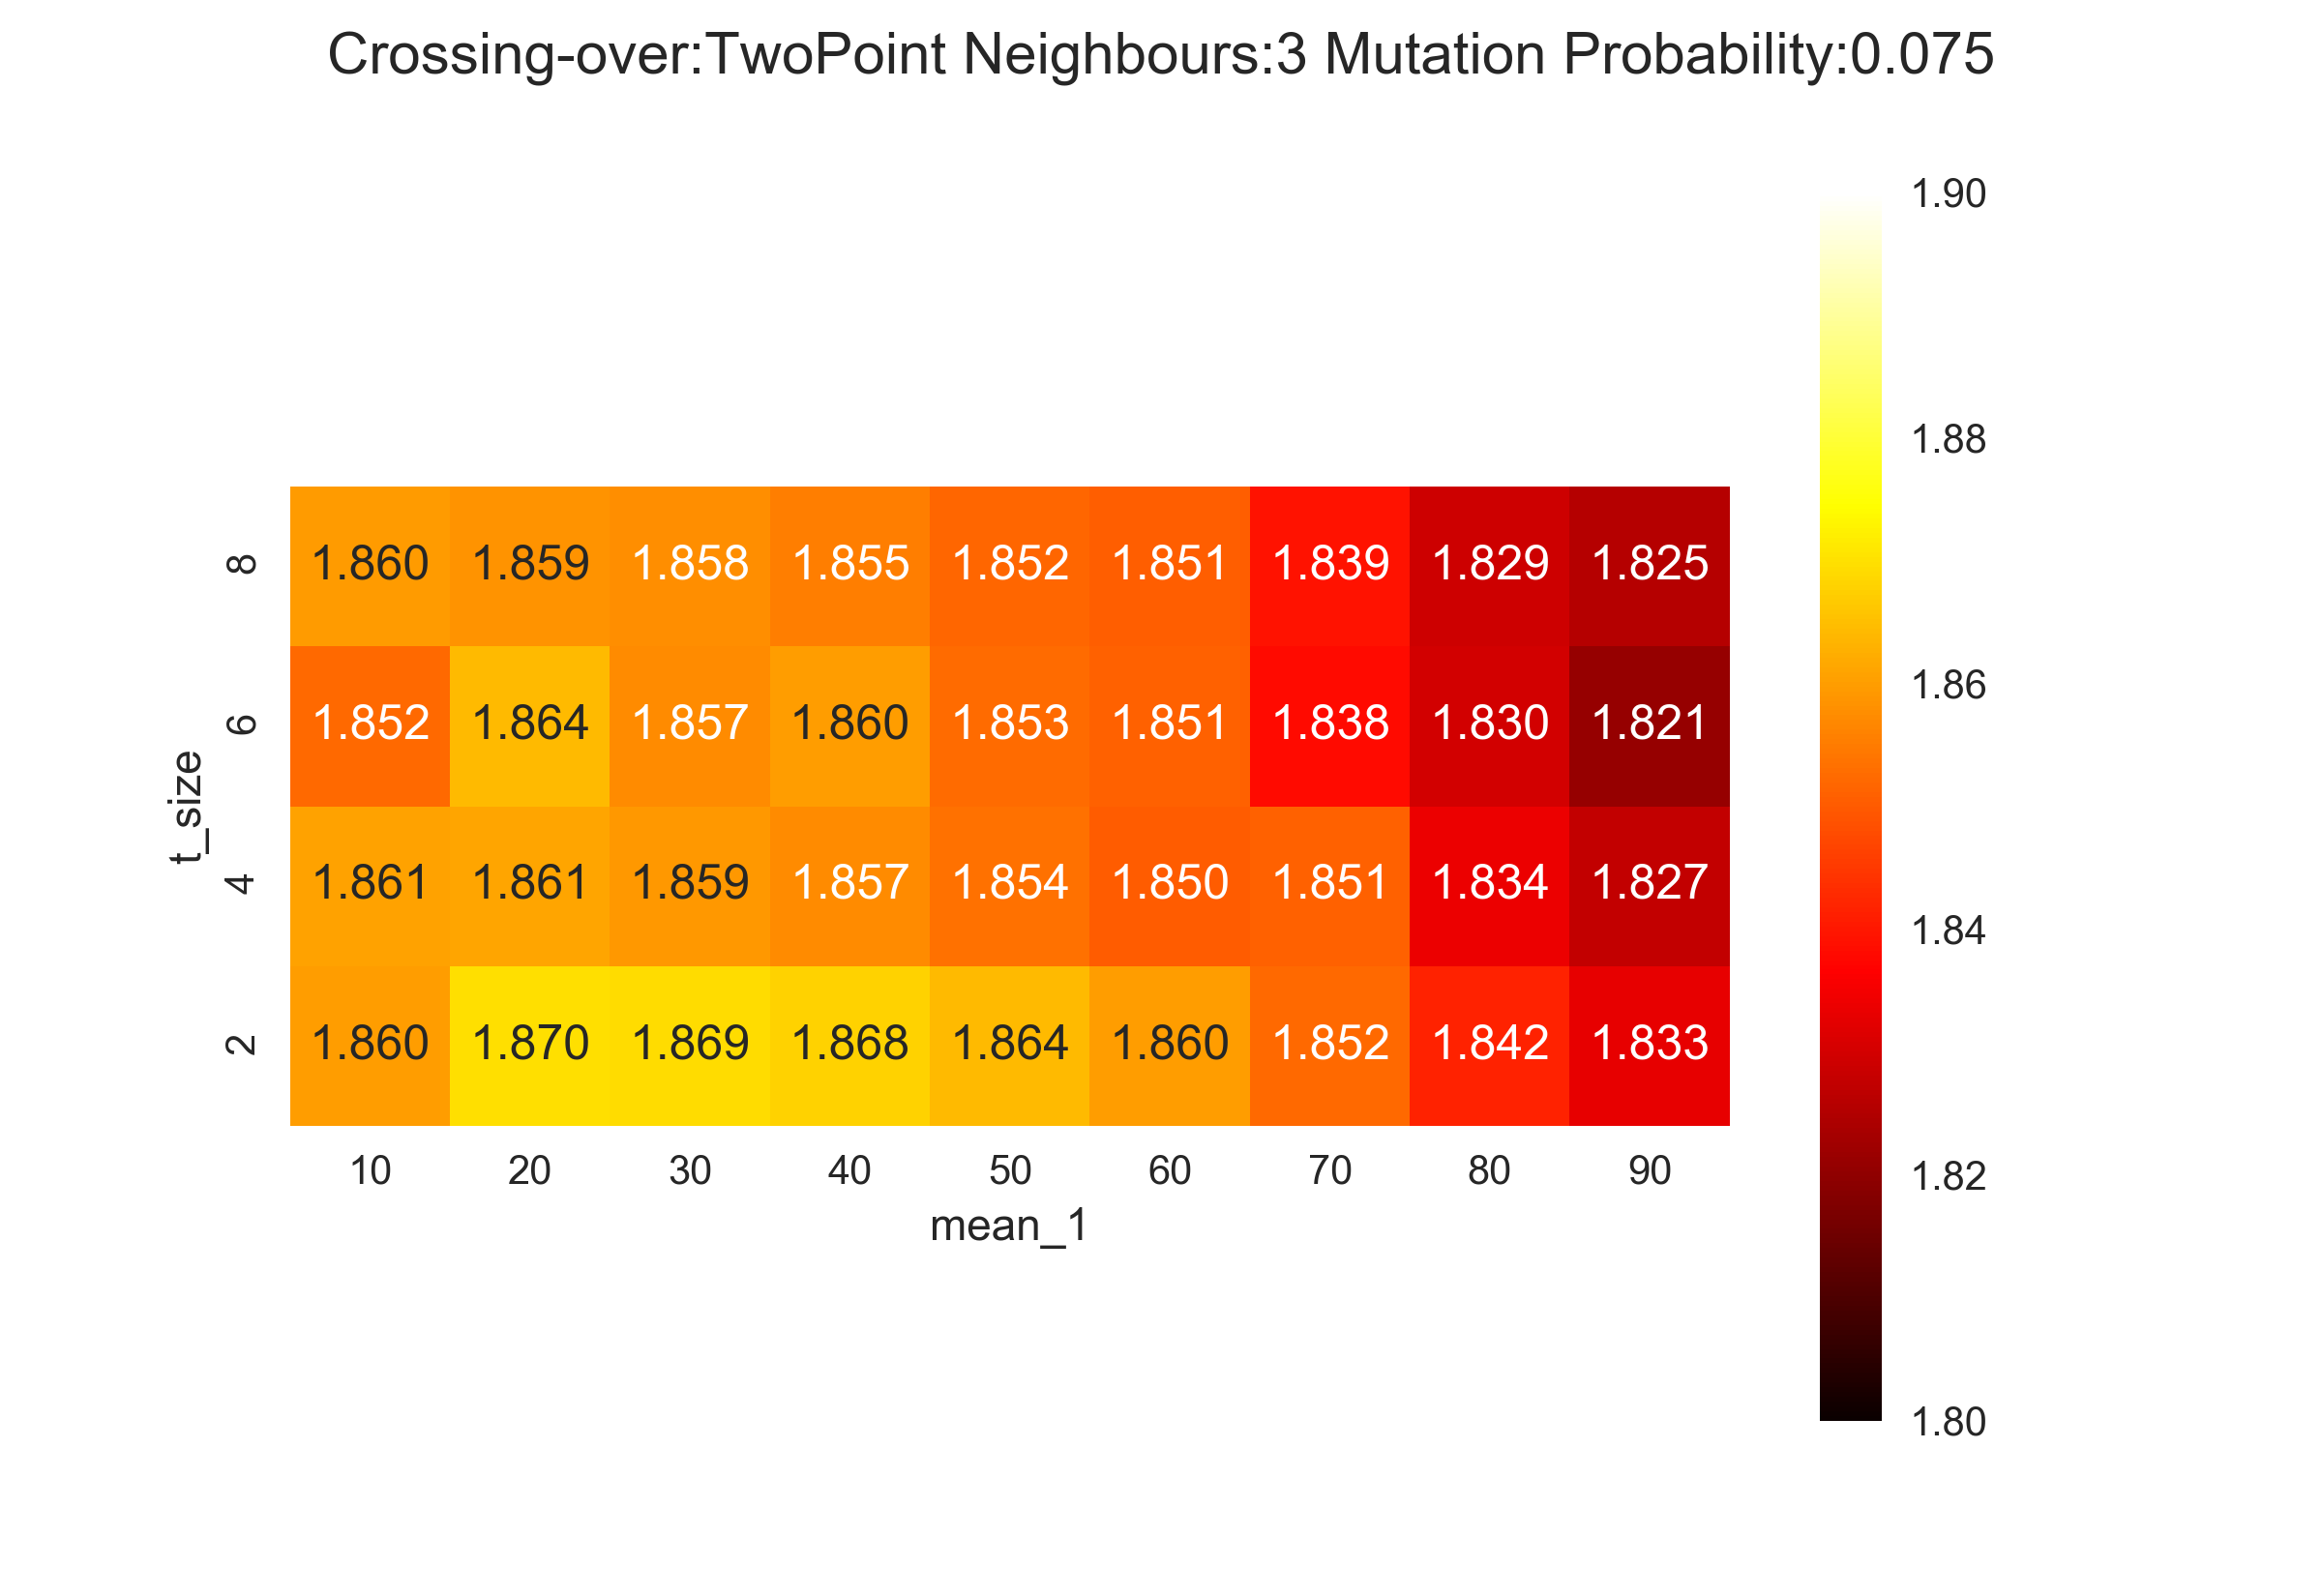 Crossing-over:TwoPoint Neighbours:3 Mutation Probability:0.075
1.90
1.88
1.86
1.84
1.82
1.80
t_size
8 1.860 1.859 1.858 1.855 1.852 1.851 1.839 1.829 1.825
6 1.852 1.864 1.857 1.860 1.853 1.851 1.838 1.830 1.821
4 1.861 1.861 1.859 1.857 1.854 1.850 1.851 1.834 1.827
2 1.860 1.870 1.869 1.868 1.864 1.860 1.852 1.842 1.833
10 20 30 40 50 60 70 80 90
mean_1